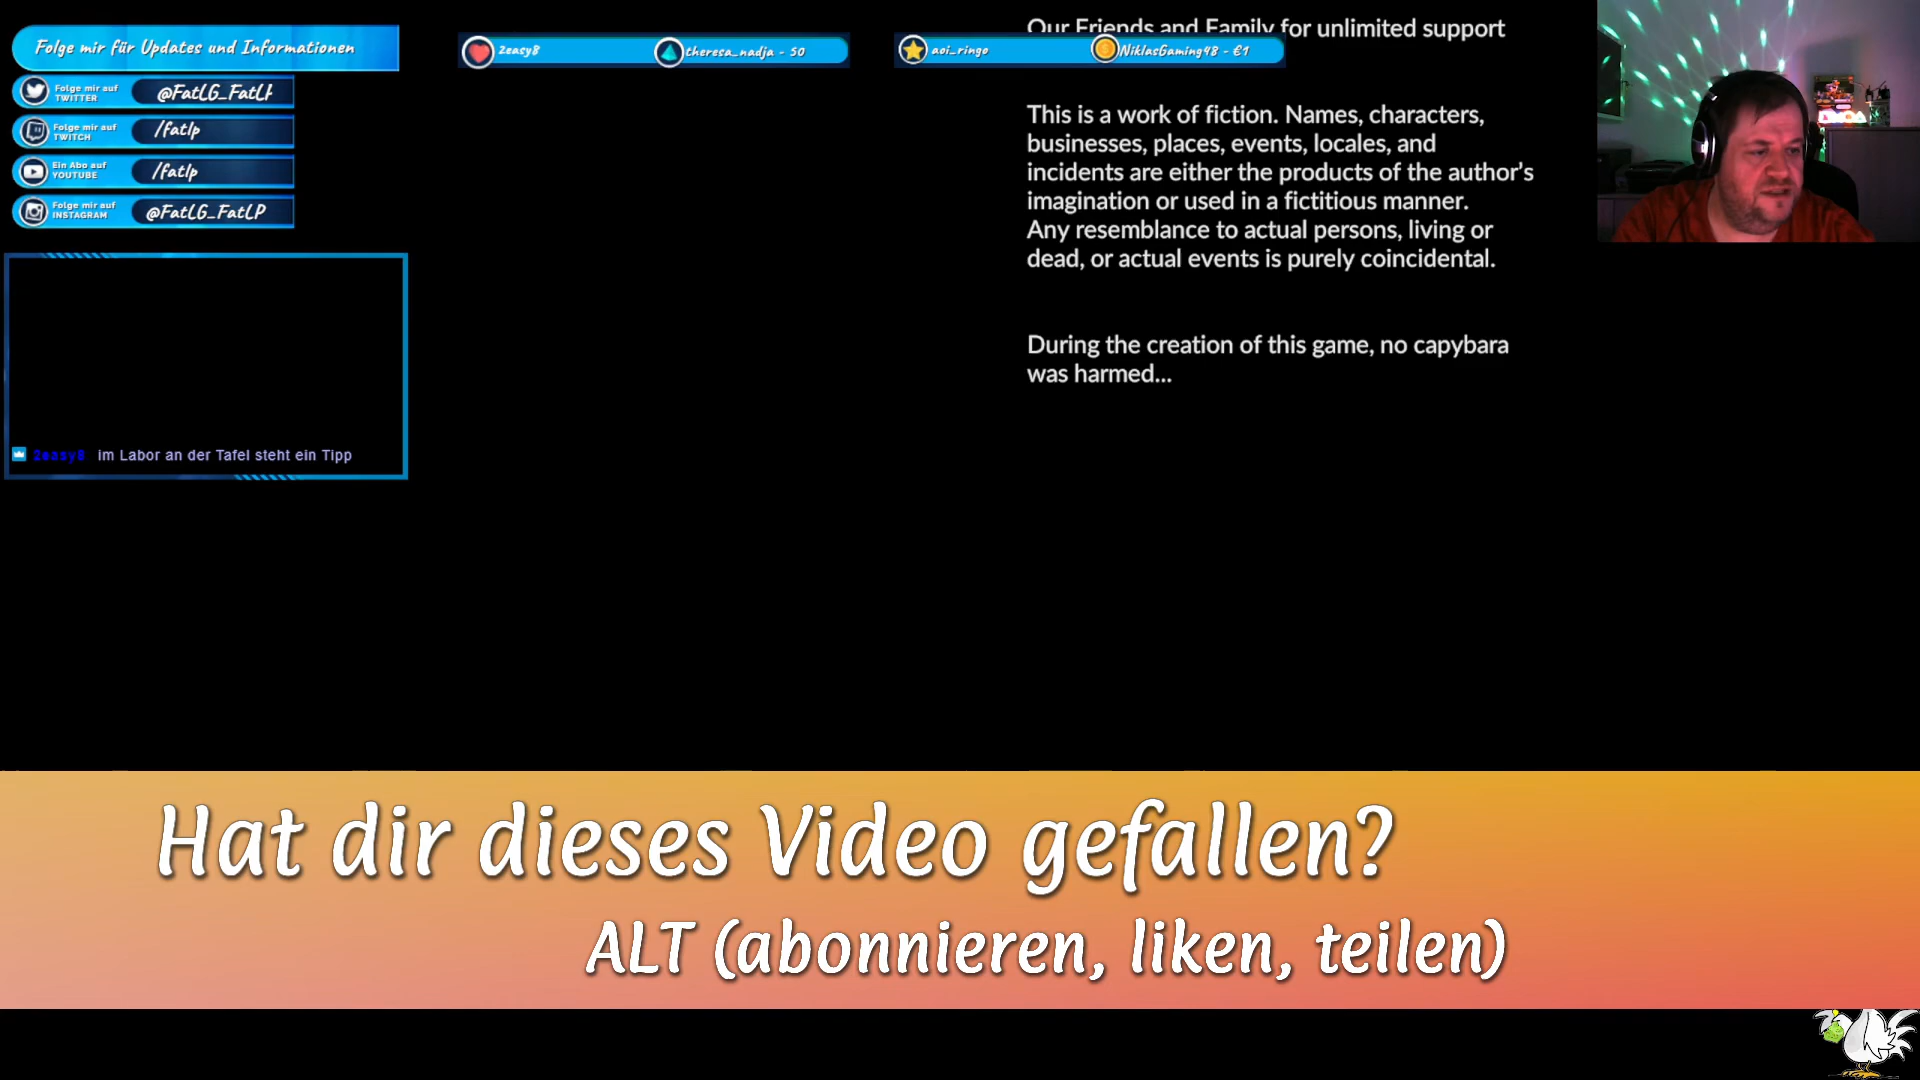 Folge mir für Updates und Informationen
Folge mir auf
TWITTER
@FatLG_FatLP
Folge mir auf
TWITCH
/fatlp
Ein Abo auf
YOUTUBE
/fatlp
Folge mir auf
INSTAGRAM
@FatLG_FatLP
2easy8
theresa_nadja - 50
aoi_ringo
NiklasGaming48 - €1
Our Friends and Family for unlimited support
This is a work of fiction. Names, characters,
businesses, places, events, locales, and
incidents are either the products of the author's
imagination or used in a fictitious manner.
Any resemblance to actual persons, living or
dead, or actual events is purely coincidental.
During the creation of this game, no capybara
was harmed...
2easy8: im Labor an der Tafel steht ein Tipp
Hat dir dieses Video gefallen?
ALT (abonnieren, liken, teilen)